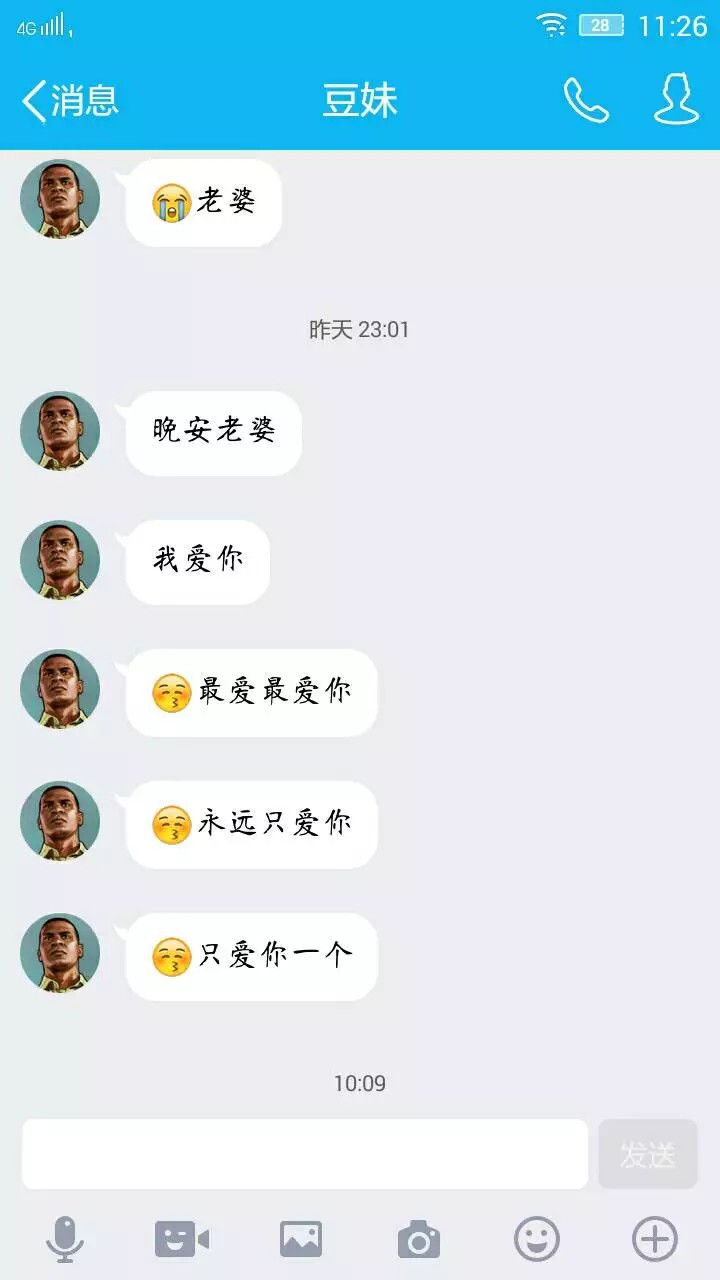 4G 28 11:26
消息 豆妹
😭老婆
昨天 23:01
晚安老婆
我爱你
😚最爱最爱你
😚永远只爱你
😚只爱你一个
10:09
发送